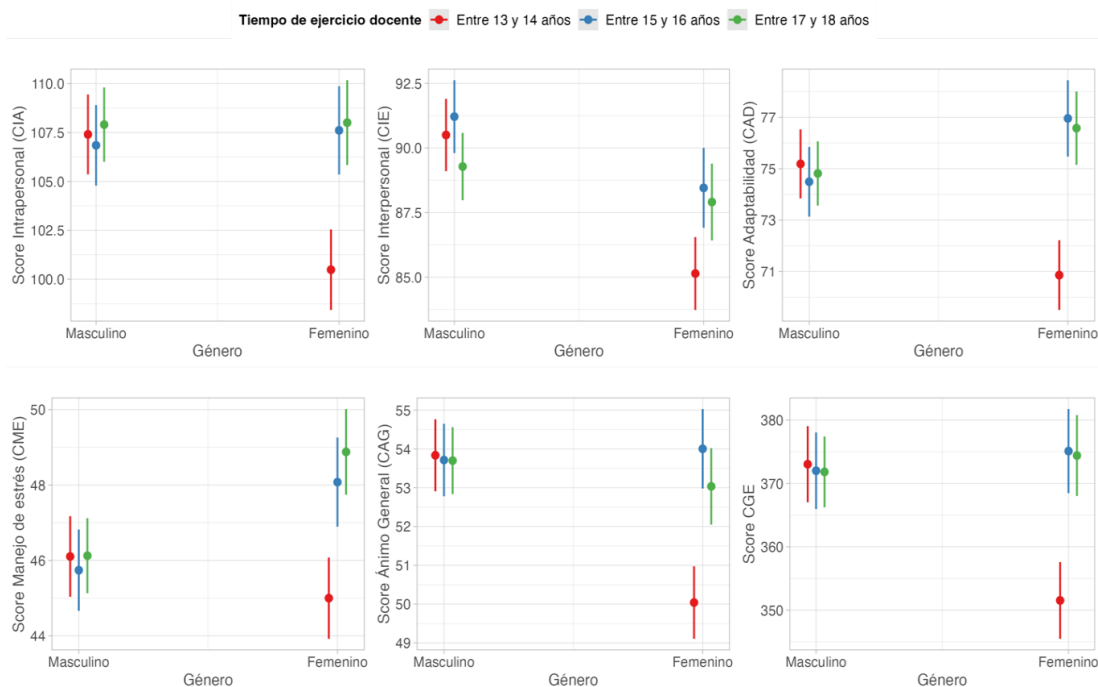 Tiempo de ejercicio docente Entre 13 y 14 años Entre 15 y 16 años Entre 17 y 18 años
Score Intrapersonal (CIA)
110.0
107.5
105.0
102.5
100.0
Masculino Femenino
Género
Score Interpersonal (CIE)
92.5
90.0
87.5
85.0
Masculino Femenino
Género
Score Adaptabilidad (CAD)
77
75
73
71
Masculino Femenino
Género
Score Manejo de estrés (CME)
50
48
46
44
Masculino Femenino
Género
Score Ánimo General (CAG)
55
54
53
52
51
50
49
Masculino Femenino
Género
Score CGE
380
370
360
350
Masculino Femenino
Género